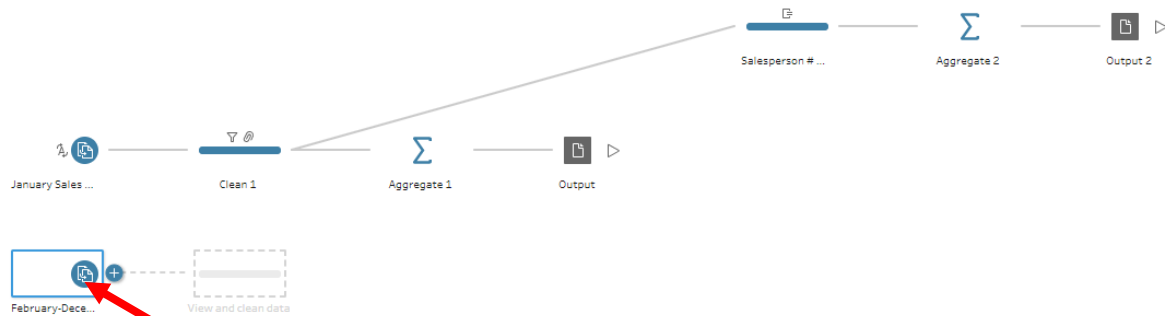 Salesperson # ...
Aggregate 2
Output 2
January Sales ...
Clean 1
Aggregate 1
Output
February-Dece...
View and clean data